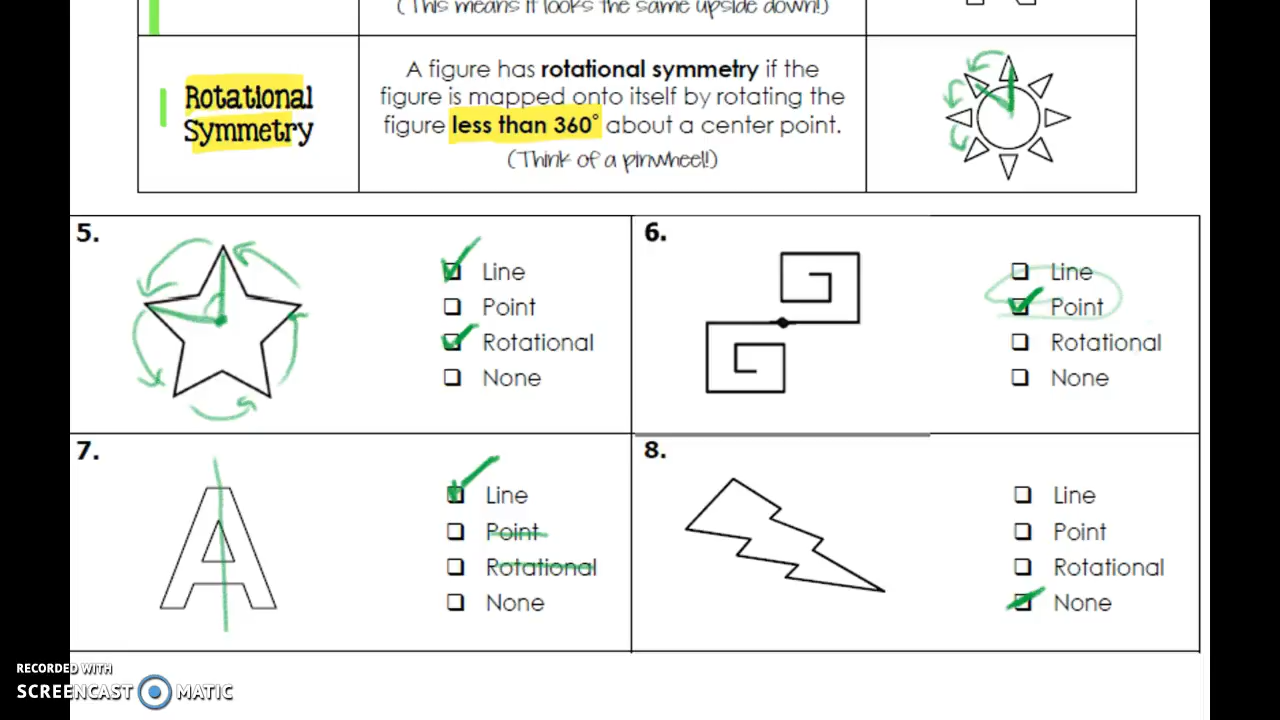 (This means it looks the same upside down!)
Rotational
Symmetry
A figure has rotational symmetry if the
figure is mapped onto itself by rotating the
figure less than 360° about a center point.
(Think of a pinwheel!)
5.
Line
Point
Rotational
None
6.
Line
Point
Rotational
None
7.
A
Line
Point
Rotational
None
8.
Line
Point
Rotational
None
RECORDED WITH
SCREENCAST MATIC